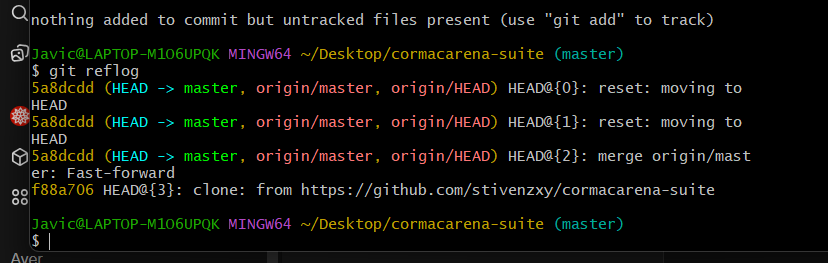 nothing added to commit but untracked files present (use "git add" to track)
Javic@LAPTOP-M1O6UPQK MINGW64 ~/Desktop/cormacarena-suite (master)
$ git reflog
5a8dcdd (HEAD -> master, origin/master, origin/HEAD) HEAD@{0}: reset: moving to
HEAD
5a8dcdd (HEAD -> master, origin/master, origin/HEAD) HEAD@{1}: reset: moving to
HEAD
5a8dcdd (HEAD -> master, origin/master, origin/HEAD) HEAD@{2}: merge origin/mast
er: Fast-forward
f88a706 HEAD@{3}: clone: from https://github.com/stivenzxy/cormacarena-suite
Javic@LAPTOP-M1O6UPQK MINGW64 ~/Desktop/cormacarena-suite (master)
$
Ayer